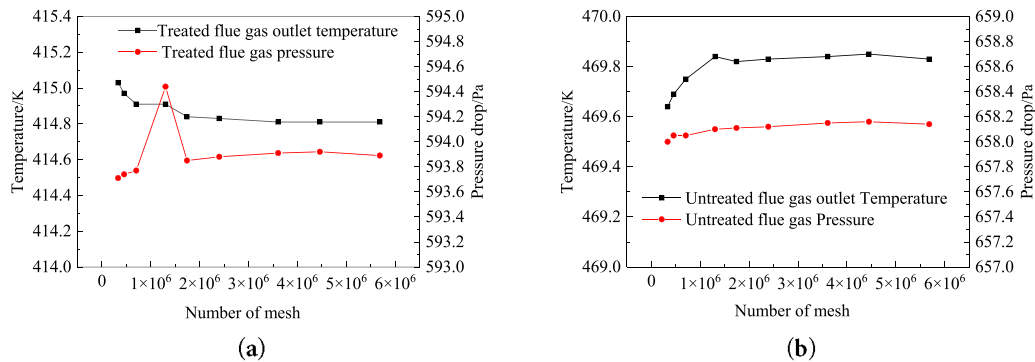 415.4
415.2
415.0
414.8
414.6
414.4
414.2
414.0
Temperature/K
Treated flue gas outlet temperature
Treated flue gas pressure
595.0
594.8
594.6
594.4
594.2
594.0
593.8
593.6
593.4
593.2
593.0
Pressure drop/Pa
0 1×10⁶ 2×10⁶ 3×10⁶ 4×10⁶ 5×10⁶ 6×10⁶
Number of mesh
(a)
470.0
469.8
469.6
469.4
469.2
469.0
Temperature/K
Untreated flue gas outlet Temperature
Untreated flue gas Pressure
659.0
658.8
658.6
658.4
658.2
658.0
657.8
657.6
657.4
657.2
657.0
Pressure drop/Pa
0 1×10⁶ 2×10⁶ 3×10⁶ 4×10⁶ 5×10⁶ 6×10⁶
Number of mesh
(b)